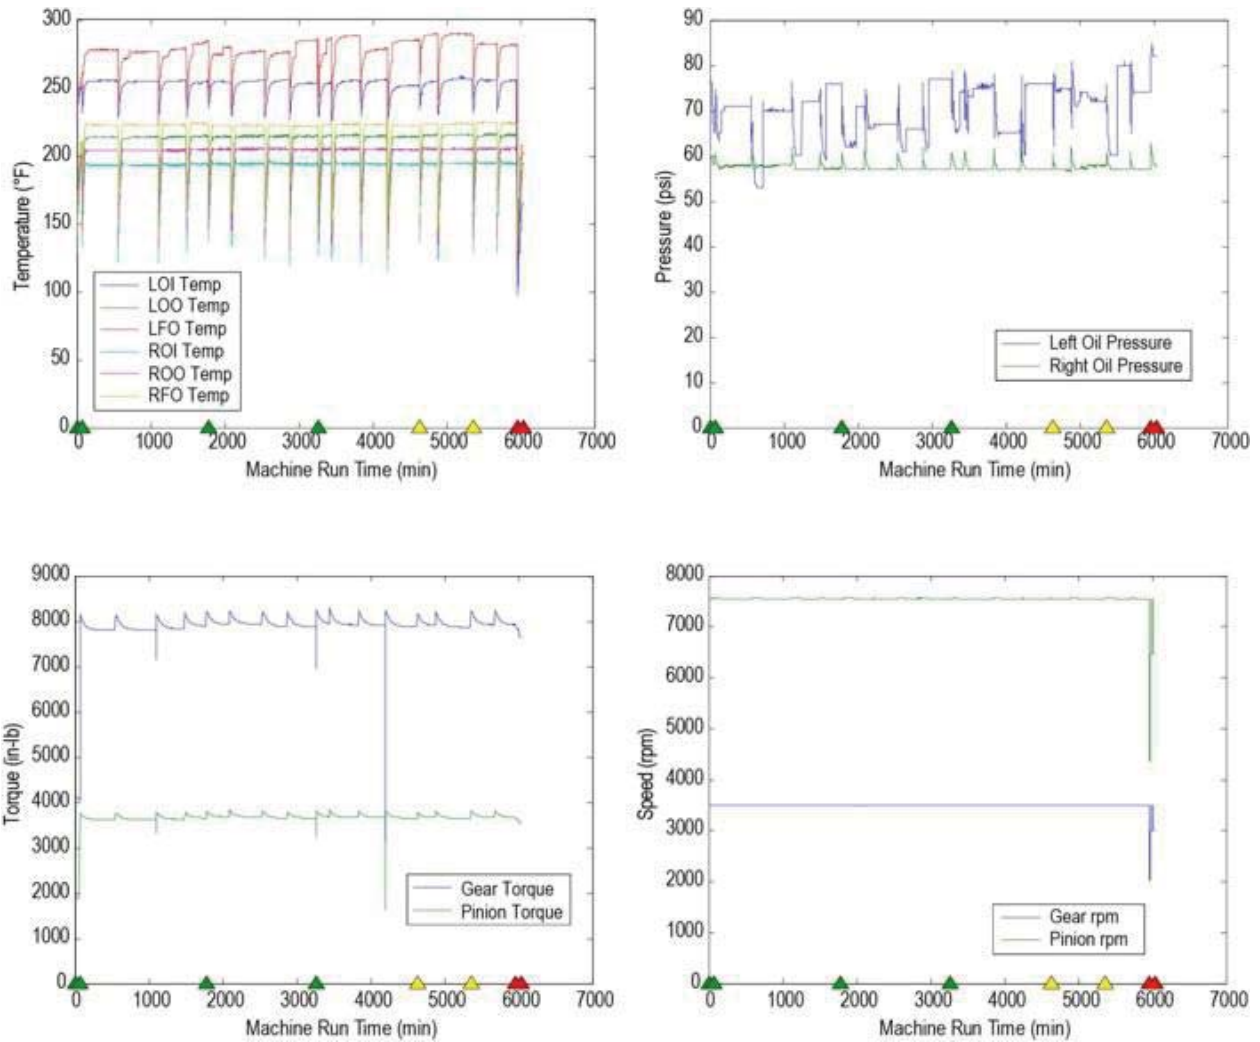 300
250
200
150
100
50
0
Temperature (°F)
LOI Temp
LOO Temp
LFO Temp
ROI Temp
ROO Temp
RFO Temp
0 1000 2000 3000 4000 5000 6000 7000
Machine Run Time (min)
90
80
70
60
50
40
30
20
10
0
Pressure (psi)
Left Oil Pressure
Right Oil Pressure
0 1000 2000 3000 4000 5000 6000 7000
Machine Run Time (min)
9000
8000
7000
6000
5000
4000
3000
2000
1000
0
Torque (in-lb)
Gear Torque
Pinion Torque
0 1000 2000 3000 4000 5000 6000 7000
Machine Run Time (min)
8000
7000
6000
5000
4000
3000
2000
1000
0
Speed (rpm)
Gear rpm
Pinion rpm
0 1000 2000 3000 4000 5000 6000 7000
Machine Run Time (min)